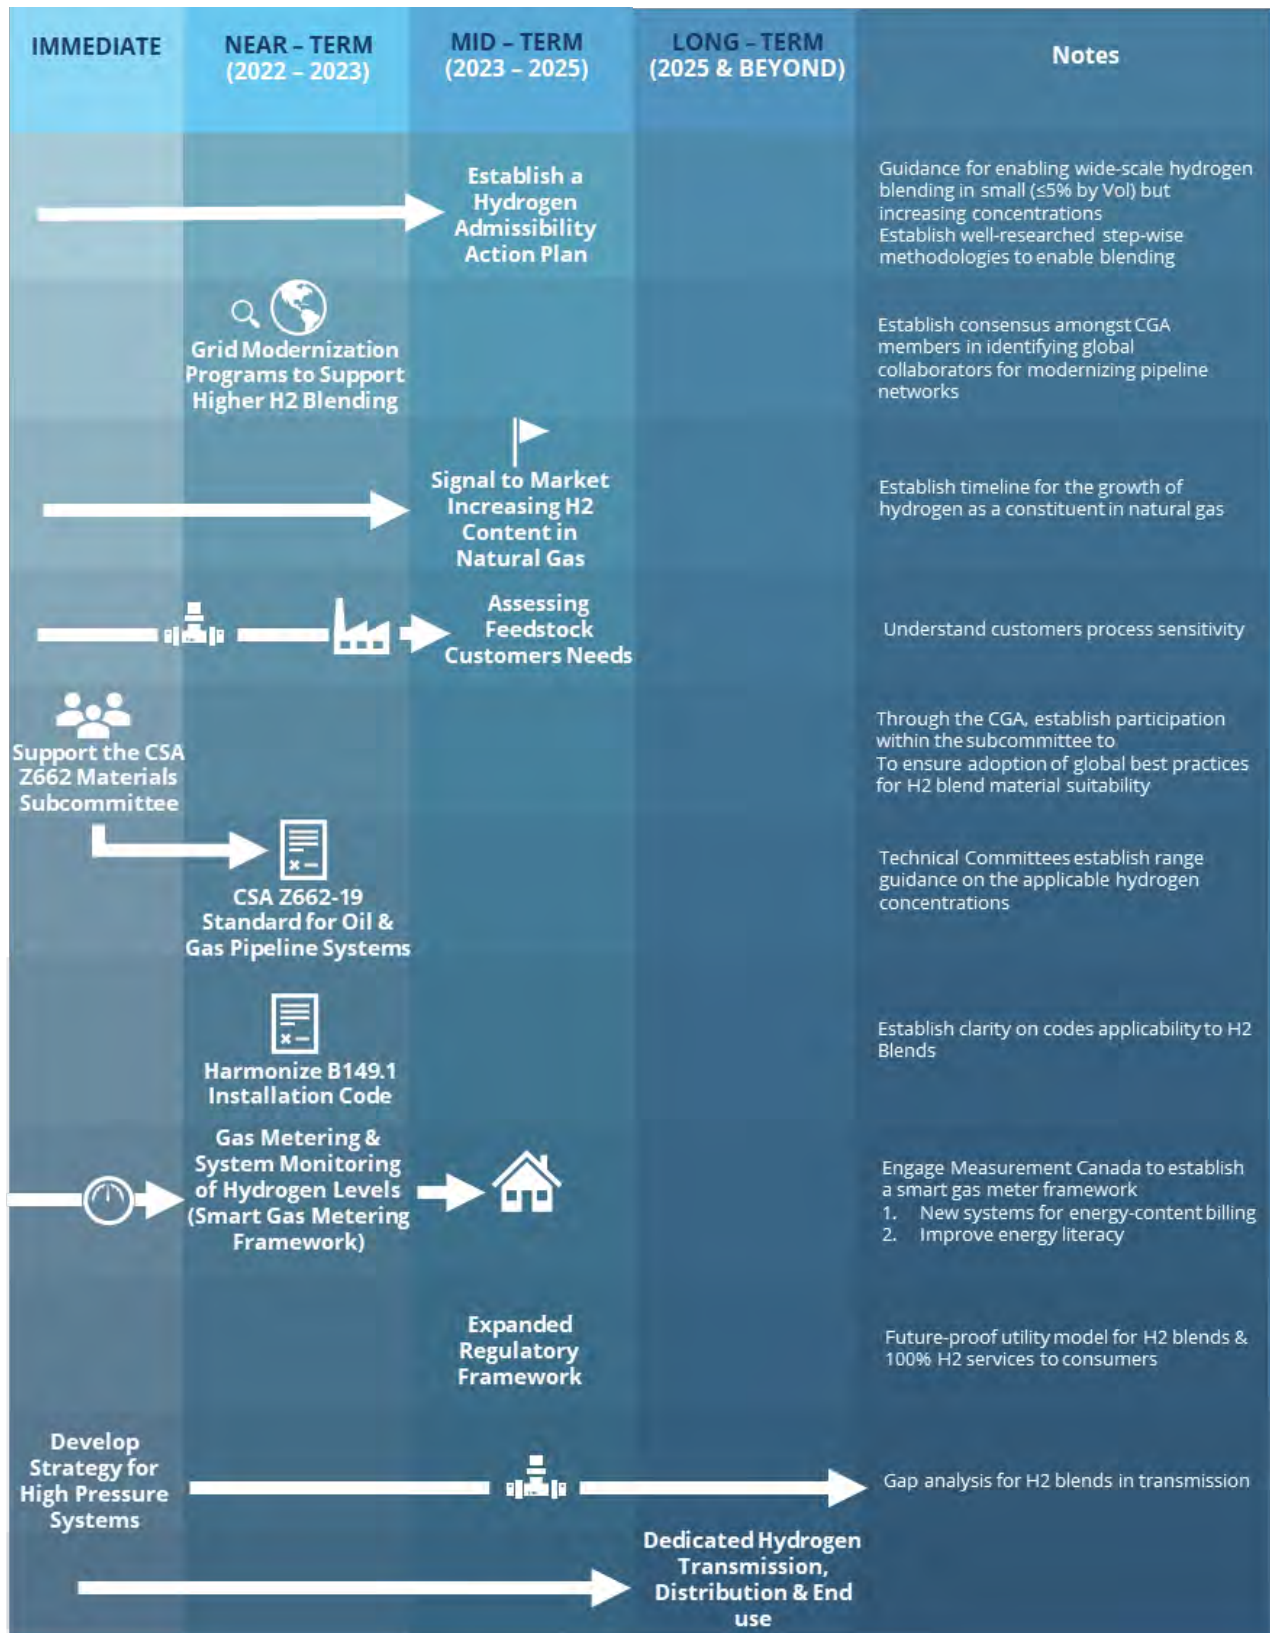 IMMEDIATE
NEAR – TERM
(2022 – 2023)
MID – TERM
(2023 – 2025)
LONG – TERM
(2025 & BEYOND)
Notes
Establish a
Hydrogen
Admissibility
Action Plan
Guidance for enabling wide-scale hydrogen
blending in small (≤5% by Vol) but
increasing concentrations
Establish well-researched step-wise
methodologies to enable blending
Grid Modernization
Programs to Support
Higher H2 Blending
Establish consensus amongst CGA
members in identifying global
collaborators for modernizing pipeline
networks
Signal to Market
Increasing H2
Content in
Natural Gas
Establish timeline for the growth of
hydrogen as a constituent in natural gas
Assessing
Feedstock
Customers Needs
Understand customers process sensitivity
Support the CSA
Z662 Materials
Subcommittee
Through the CGA, establish participation
within the subcommittee to
To ensure adoption of global best practices
for H2 blend material suitability
CSA Z662-19
Standard for Oil &
Gas Pipeline Systems
Technical Committees establish range
guidance on the applicable hydrogen
concentrations
Harmonize B149.1
Installation Code
Establish clarity on codes applicability to H2
Blends
Gas Metering &
System Monitoring
of Hydrogen Levels
(Smart Gas Metering
Framework)
Engage Measurement Canada to establish
a smart gas meter framework
1. New systems for energy-content billing
2. Improve energy literacy
Expanded
Regulatory
Framework
Future-proof utility model for H2 blends &
100% H2 services to consumers
Develop
Strategy for
High Pressure
Systems
Gap analysis for H2 blends in transmission
Dedicated Hydrogen
Transmission,
Distribution & End
use